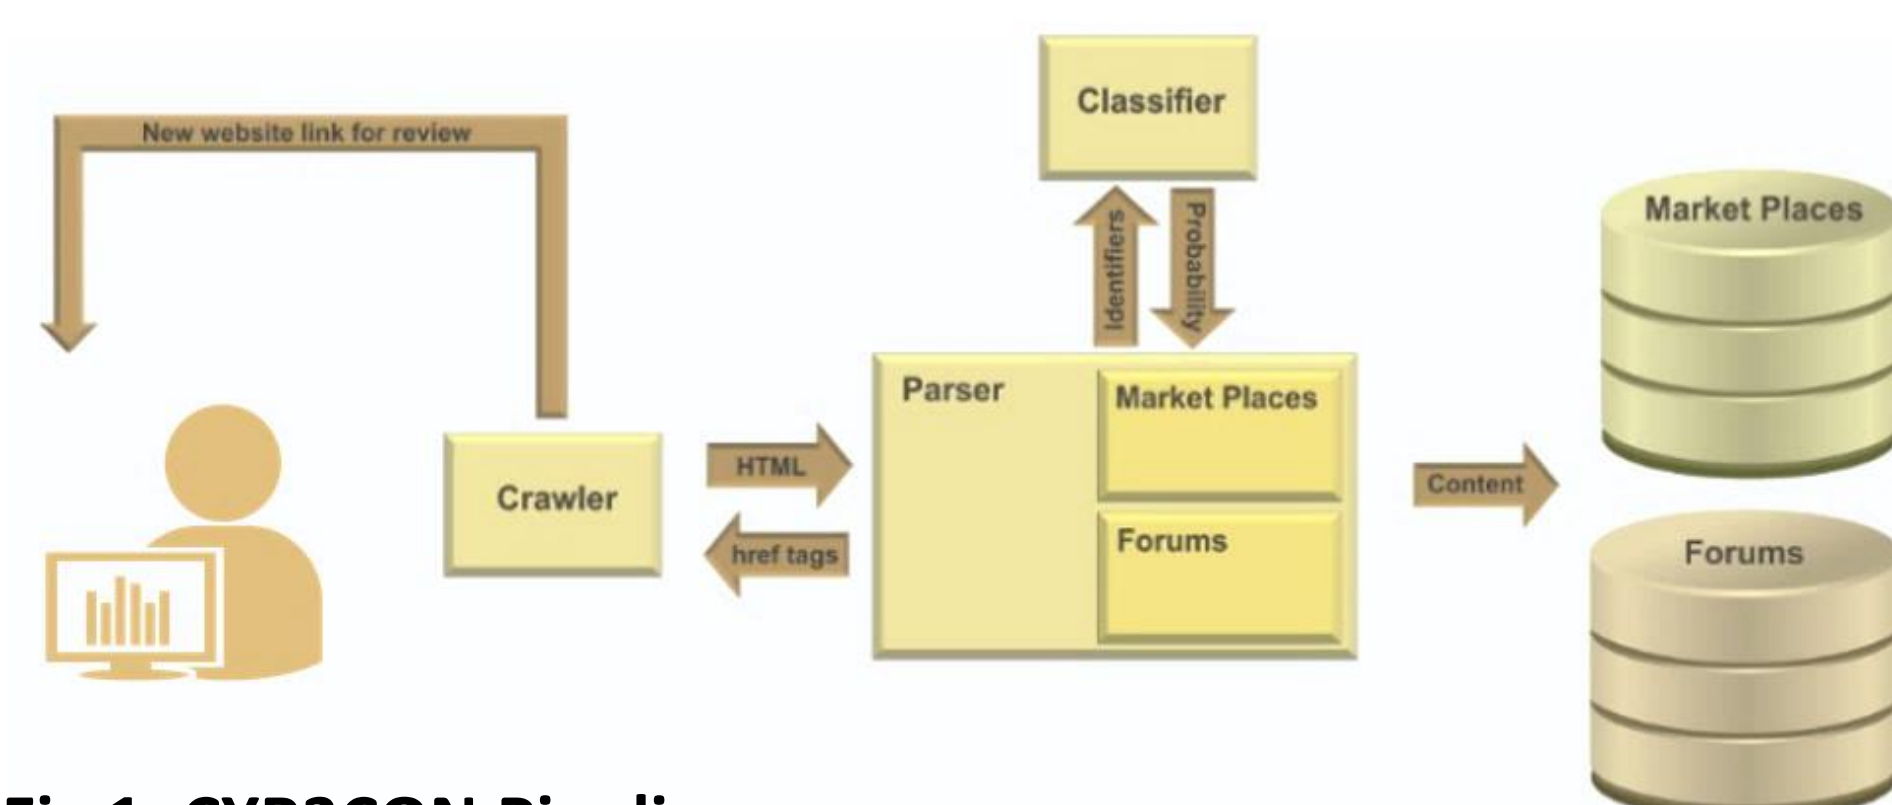 Classifier
New website link for review
Identifiers
Probability
Market Places
Parser
Market Places
HTML
Crawler
Content
href tags
Forums
Forums